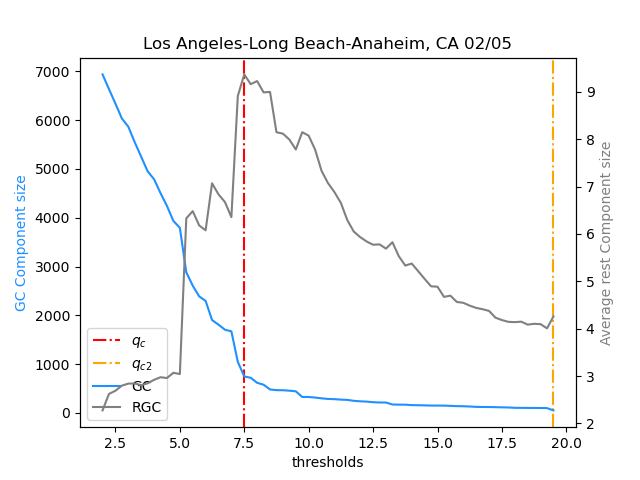 Los Angeles-Long Beach-Anaheim, CA 02/05
GC Component size
7000
6000
5000
4000
3000
2000
1000
0
9
8
7
6
5
4
3
2
Average rest Component size
q_c
q_{c2}
GC
RGC
2.5 5.0 7.5 10.0 12.5 15.0 17.5 20.0
thresholds